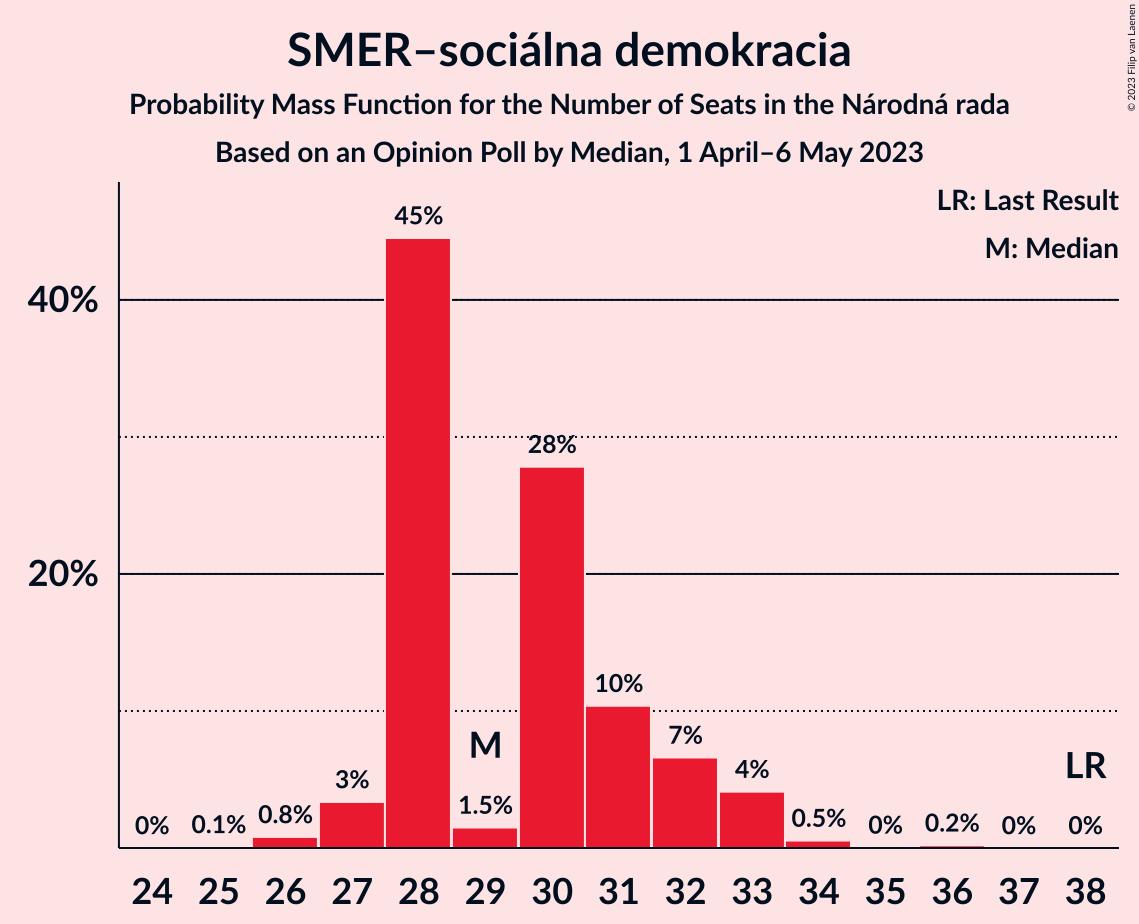 SMER–sociálna demokracia
Probability Mass Function for the Number of Seats in the Národná rada
Based on an Opinion Poll by Median, 1 April–6 May 2023
© 2023 Filip van Laenen
LR: Last Result
M: Median
45%
40%
28%
20%
10%
7%
4%
3%
M
LR
0% 0.1% 0.8% 1.5% 0.5% 0% 0.2% 0% 0%
24 25 26 27 28 29 30 31 32 33 34 35 36 37 38